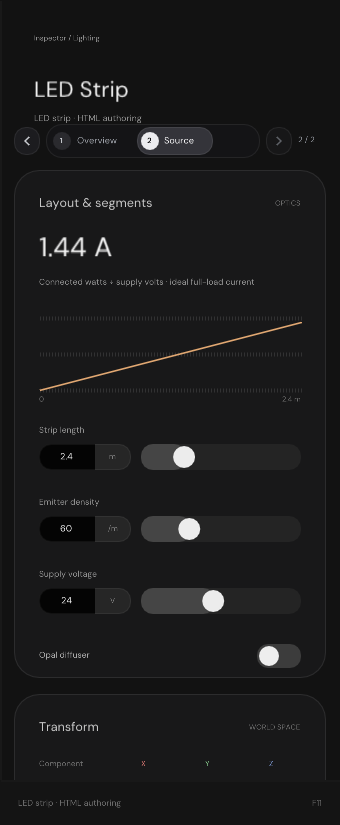 Inspector / Lighting
LED Strip
LED strip · HTML authoring
1 Overview 2 Source 2 / 2
Layout & segments OPTICS
1.44 A
Connected watts ÷ supply volts · ideal full-load current
0 2.4 m
Strip length
2.4 m
Emitter density
60 /m
Supply voltage
24 V
Opal diffuser
Transform WORLD SPACE
Component X Y Z
LED strip · HTML authoring F11